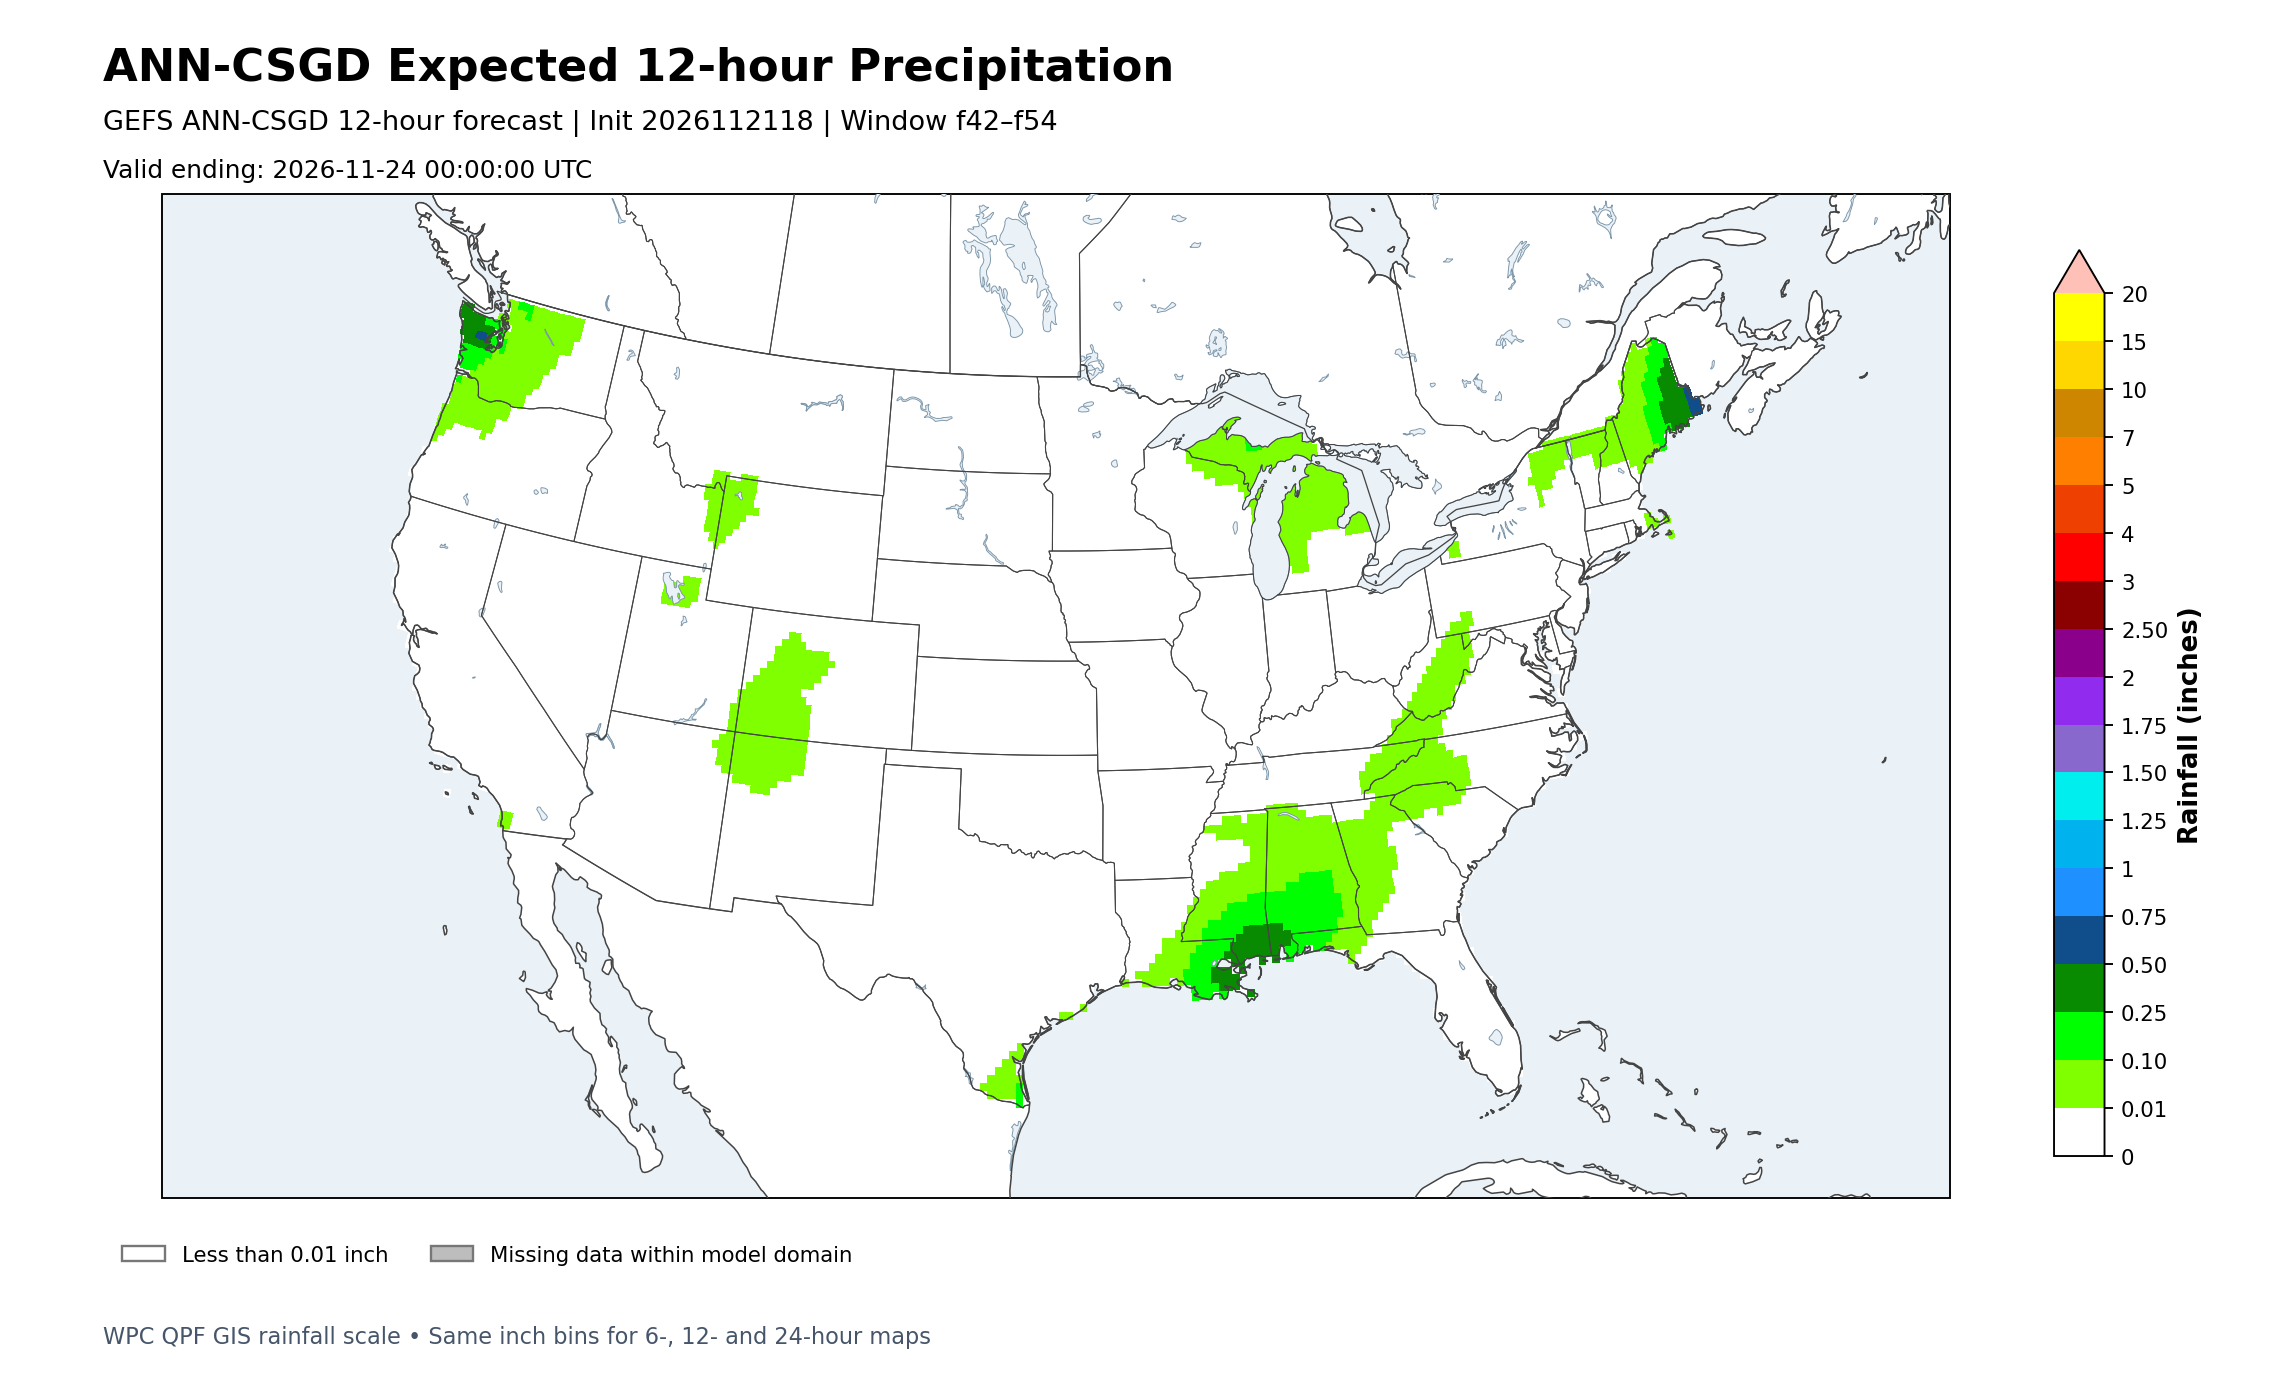 ANN-CSGD Expected 12-hour Precipitation
GEFS ANN-CSGD 12-hour forecast | Init 2026112118 | Window f42–f54
Valid ending: 2026-11-24 00:00:00 UTC
20
15
10
7
5
4
3
2.50
2
1.75
1.50
1.25
1
0.75
0.50
0.25
0.10
0.01
0
Rainfall (inches)
Less than 0.01 inch
Missing data within model domain
WPC QPF GIS rainfall scale • Same inch bins for 6-, 12- and 24-hour maps